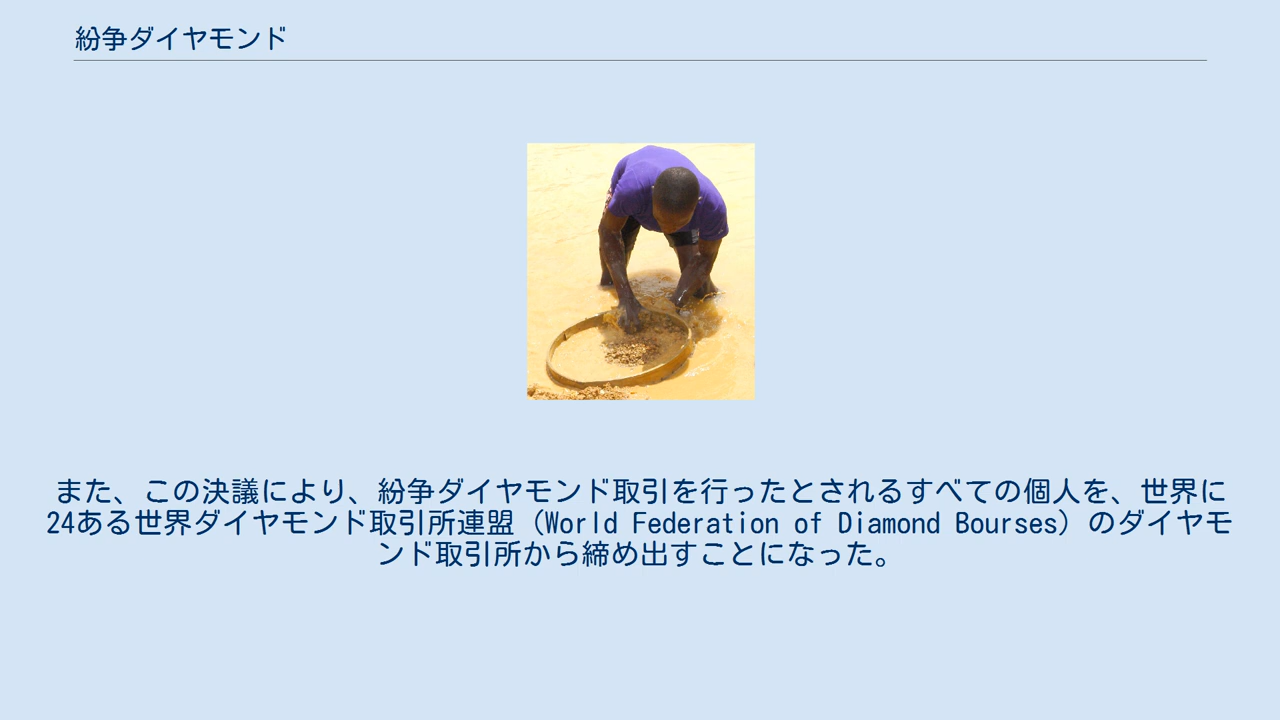 紛争ダイヤモンド
また、この決議により、紛争ダイヤモンド取引を行ったとされるすべての個人を、世界に
24ある世界ダイヤモンド取引所連盟（World Federation of Diamond Bourses）のダイヤモ
ンド取引所から締め出すことになった。